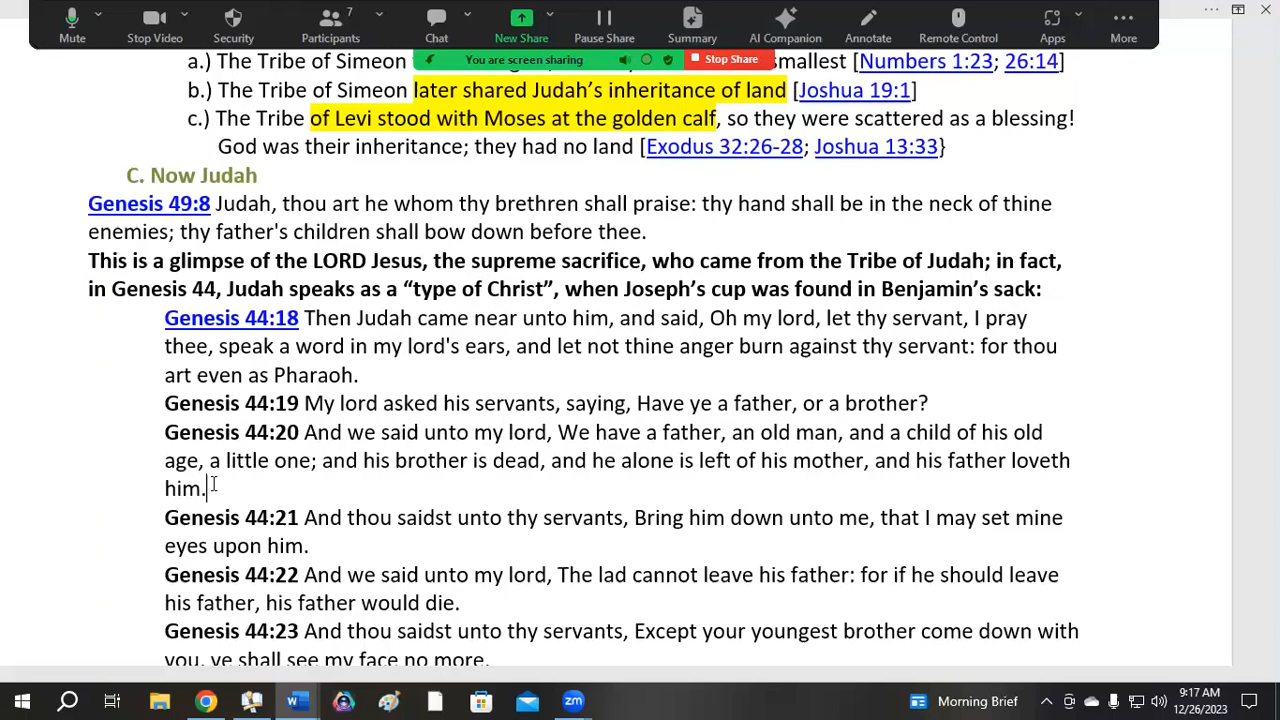 7
Mute
Stop Video
Security
Participants
Chat
New Share
Pause Share
Summary
AI Companion
Annotate
Remote Control
Apps
More
You are screen sharing
Stop Share
a.) The Tribe of Simeon smallest [Numbers 1:23; 26:14]
b.) The Tribe of Simeon later shared Judah’s inheritance of land [Joshua 19:1]
c.) The Tribe of Levi stood with Moses at the golden calf, so they were scattered as a blessing!
God was their inheritance; they had no land [Exodus 32:26-28; Joshua 13:33}
C. Now Judah
Genesis 49:8 Judah, thou art he whom thy brethren shall praise: thy hand shall be in the neck of thine
enemies; thy father's children shall bow down before thee.
This is a glimpse of the LORD Jesus, the supreme sacrifice, who came from the Tribe of Judah; in fact,
in Genesis 44, Judah speaks as a “type of Christ”, when Joseph’s cup was found in Benjamin’s sack:
Genesis 44:18 Then Judah came near unto him, and said, Oh my lord, let thy servant, I pray
thee, speak a word in my lord's ears, and let not thine anger burn against thy servant: for thou
art even as Pharaoh.
Genesis 44:19 My lord asked his servants, saying, Have ye a father, or a brother?
Genesis 44:20 And we said unto my lord, We have a father, an old man, and a child of his old
age, a little one; and his brother is dead, and he alone is left of his mother, and his father loveth
him.
Genesis 44:21 And thou saidst unto thy servants, Bring him down unto me, that I may set mine
eyes upon him.
Genesis 44:22 And we said unto my lord, The lad cannot leave his father: for if he should leave
his father, his father would die.
Genesis 44:23 And thou saidst unto thy servants, Except your youngest brother come down with
you, ye shall see my face no more.
zm
Morning Brief
9:17 AM
12/26/2023